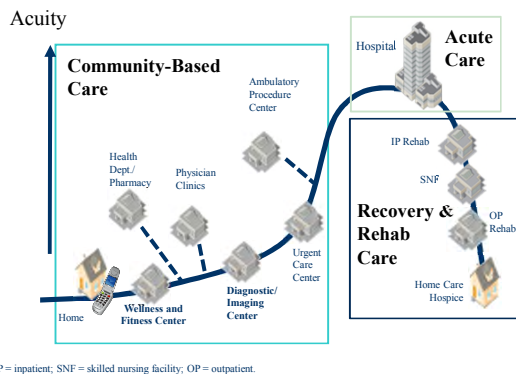 Acuity
Community-Based
Care
Ambulatory
Procedure
Center
Health
Dept./
Pharmacy
Physician
Clinics
Urgent
Care
Center
Diagnostic/
Imaging
Center
Wellness and
Fitness Center
Home
Hospital
Acute
Care
IP Rehab
SNF
Recovery &
Rehab
Care
OP
Rehab
Home Care
Hospice
P = inpatient; SNF = skilled nursing facility; OP = outpatient.